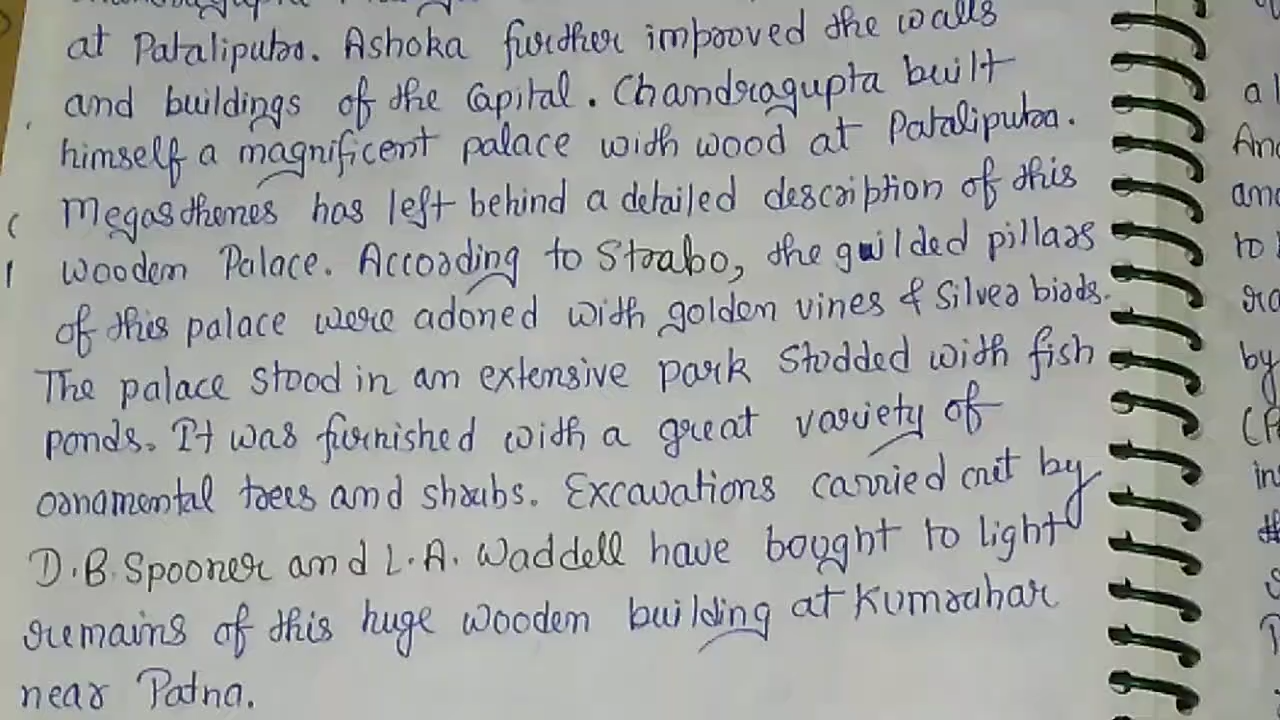 at Pataliputra. Ashoka further improved the walls
and buildings of the Capital. Chandragupta built
himself a magnificent palace with wood at Pataliputra.
Megasthenes has left behind a detailed description of this
wooden Palace. According to Strabo, the guilded pillars
of this palace were adoned with golden vines & silver birds.
The palace stood in an extensive park studded with fish
ponds. It was furnished with a great variety of
ornamental trees and shrubs. Excavations carried out by
D.B. Spooner and L.A. Waddell have bought to light
remains of this huge wooden building at Kumrahar
near Patna.